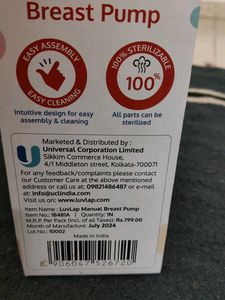 Breast Pump
EASY ASSEMBLY
EASY CLEANING
100% STERILIZABLE
100%
Intuitive design for easy
assembly & cleaning
All parts can be
sterilized
Marketed & Distributed by :
Universal Corporation Limited
Sikkim Commerce House,
4/1 Middleton street, Kolkata-700071
For any feedback/complaints please contact
our Customer Care at the above mentioned
address or call us at: 09821486487 or e-mail
at: info@uclindia.com
Visit us on: www.luvlap.com
Item Name : LuvLap Manual Breast Pump
Item No.: 18481A | Quantity: 1N
M.R.P. Per Pack (Incl. of all Taxes): Rs.799.00
Month of Manufacture: July 2024
Lot No: 10002
Made in India
8 906047 526720